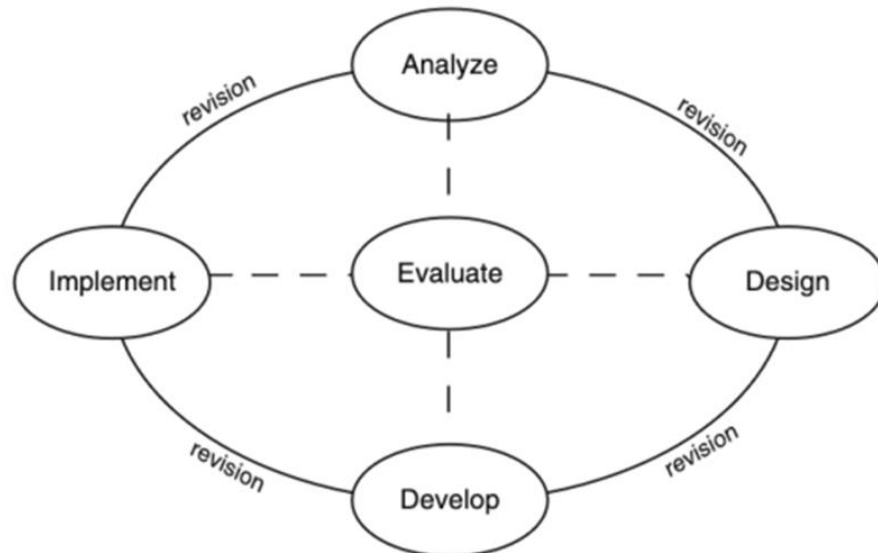 Analyze
revision
revision
Implement
Evaluate
Design
revision
revision
Develop